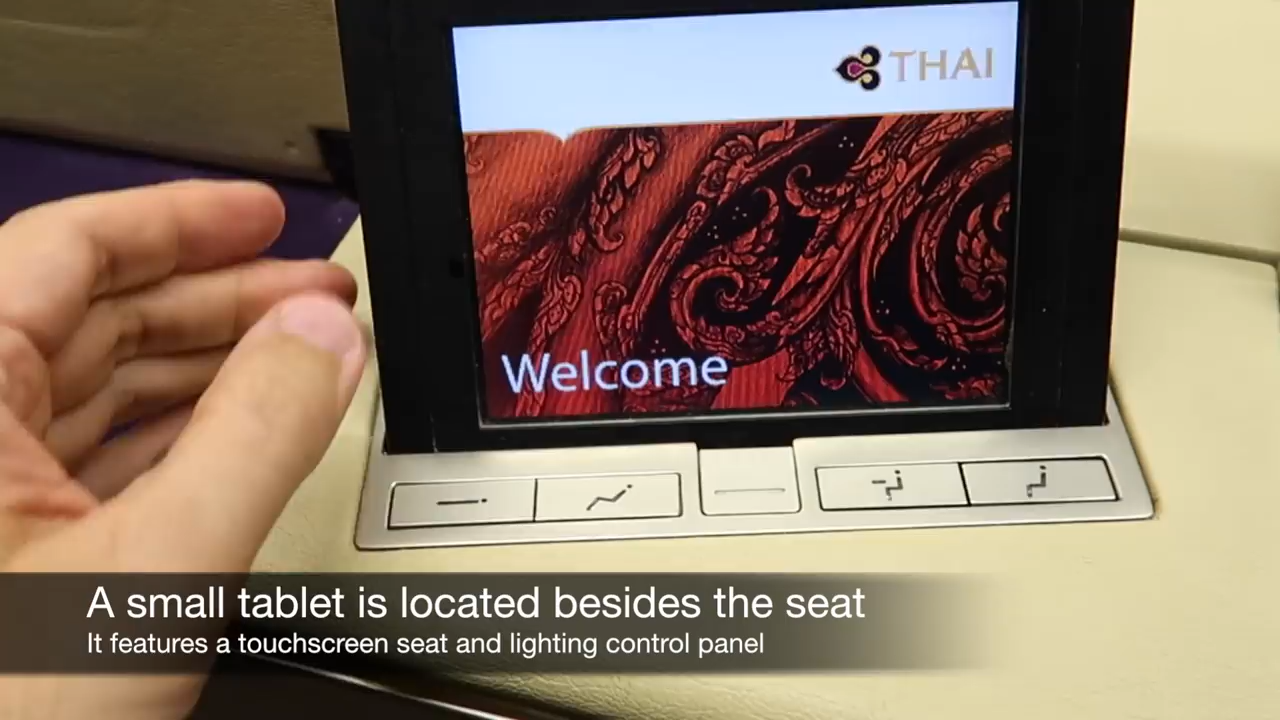 THAI
Welcome
A small tablet is located besides the seat
It features a touchscreen seat and lighting control panel